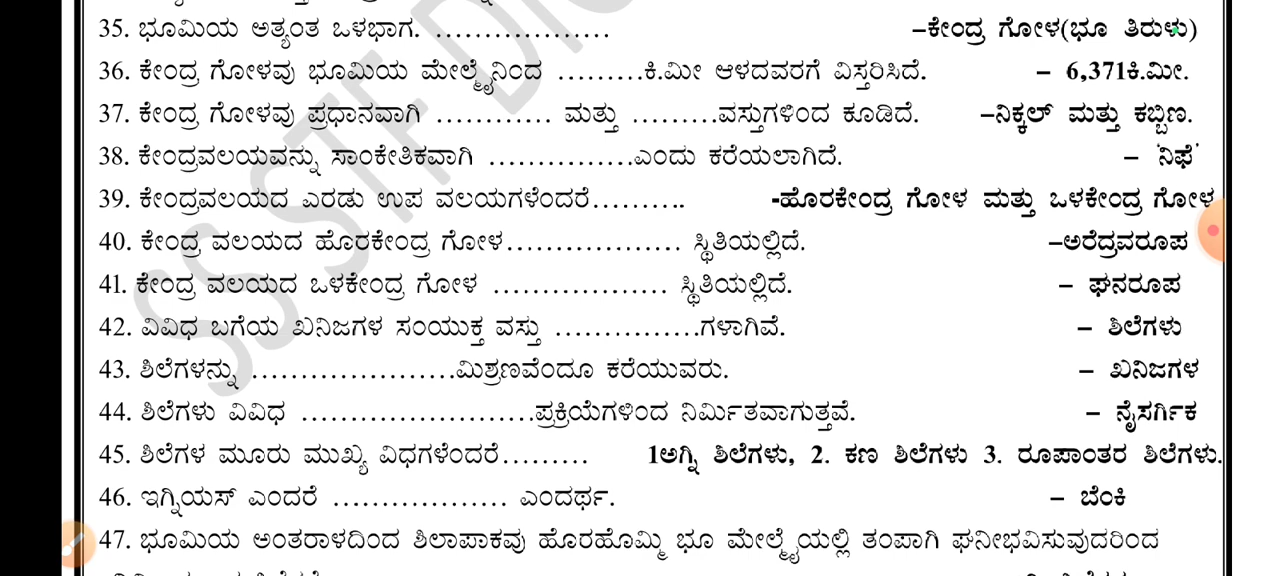 35. ಭೂಮಿಯ ಅತ್ಯಂತ ಒಳಭಾಗ. .................. –ಕೇಂದ್ರ ಗೋಳ(ಭೂ ತಿರುಳು)
36. ಕೇಂದ್ರ ಗೋಳವು ಭೂಮಿಯ ಮೇಲ್ಮೈನಿಂದ .........ಕಿ.ಮೀ ಆಳದವರಗೆ ವಿಸ್ತರಿಸಿದೆ. – 6,371ಕಿ.ಮೀ.
37. ಕೇಂದ್ರ ಗೋಳವು ಪ್ರಧಾನವಾಗಿ ............ ಮತ್ತು .........ವಸ್ತುಗಳಿಂದ ಕೂಡಿದೆ. –ನಿಕ್ಕಲ್ ಮತ್ತು ಕಬ್ಬಿಣ.
38. ಕೇಂದ್ರವಲಯವನ್ನು ಸಾಂಕೇತಿಕವಾಗಿ ...............ಎಂದು ಕರೆಯಲಾಗಿದೆ. – 'ನಿಫೆ'
39. ಕೇಂದ್ರವಲಯದ ಎರಡು ಉಪ ವಲಯಗಳೆಂದರೆ.......... -ಹೊರಕೇಂದ್ರ ಗೋಳ ಮತ್ತು ಒಳಕೇಂದ್ರ ಗೋಳ
40. ಕೇಂದ್ರ ವಲಯದ ಹೊರಕೇಂದ್ರ ಗೋಳ.................. ಸ್ಥಿತಿಯಲ್ಲಿದೆ. –ಅರೆದ್ರವರೂಪ
41. ಕೇಂದ್ರ ವಲಯದ ಒಳಕೇಂದ್ರ ಗೋಳ .................. ಸ್ಥಿತಿಯಲ್ಲಿದೆ. – ಘನರೂಪ
42. ವಿವಿಧ ಬಗೆಯ ಖನಿಜಗಳ ಸಂಯುಕ್ತ ವಸ್ತು ...............ಗಳಾಗಿವೆ. – ಶಿಲೆಗಳು
43. ಶಿಲೆಗಳನ್ನು .....................ಮಿಶ್ರಣವೆಂದೂ ಕರೆಯುವರು. – ಖನಿಜಗಳ
44. ಶಿಲೆಗಳು ವಿವಿಧ ........................ಪ್ರಕ್ರಿಯೆಗಳಿಂದ ನಿರ್ಮಿತವಾಗುತ್ತವೆ. – ನೈಸರ್ಗಿಕ
45. ಶಿಲೆಗಳ ಮೂರು ಮುಖ್ಯ ವಿಧಗಳೆಂದರೆ......... 1ಅಗ್ನಿ ಶಿಲೆಗಳು, 2. ಕಣ ಶಿಲೆಗಳು 3. ರೂಪಾಂತರ ಶಿಲೆಗಳು.
46. ಇಗ್ನಿಯಸ್ ಎಂದರೆ .................. ಎಂದರ್ಥ. – ಬೆಂಕಿ
47. ಭೂಮಿಯ ಅಂತರಾಳದಿಂದ ಶಿಲಾಪಾಕವು ಹೊರಹೊಮ್ಮಿ ಭೂ ಮೇಲ್ಮೈಯಲ್ಲಿ ತಂಪಾಗಿ ಘನೀಭವಿಸುವುದರಿಂದ
SS STF